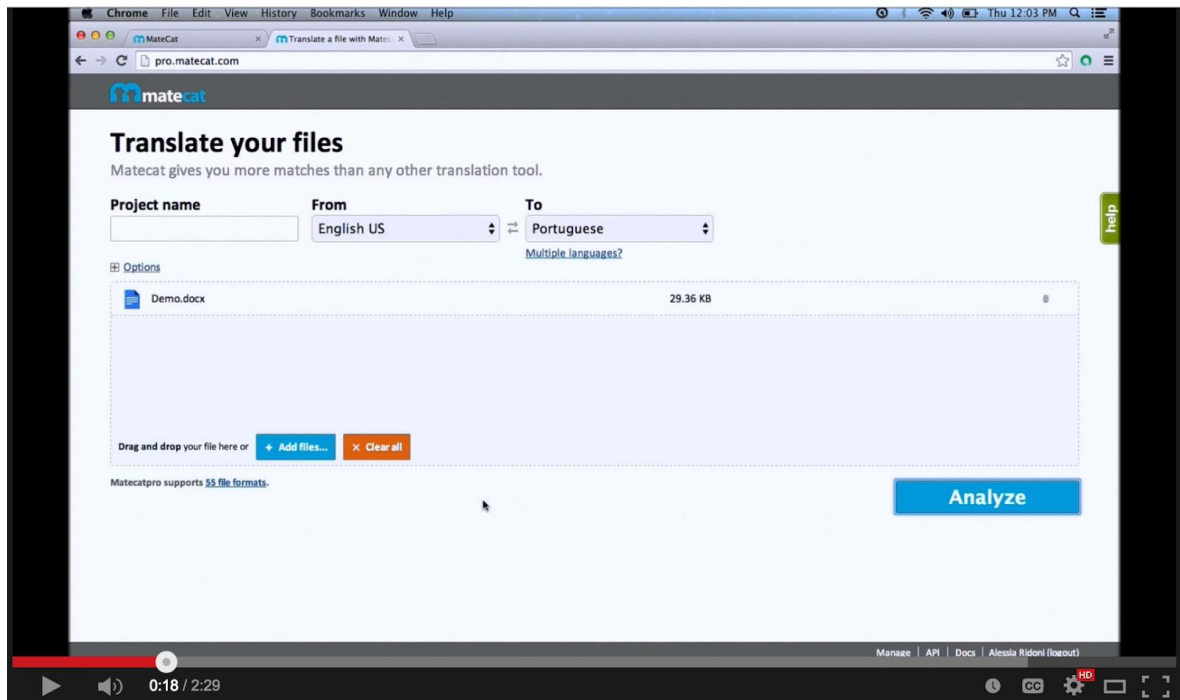 Chrome File Edit View History Bookmarks Window Help Thu 12:03 PM
MateCat × Translate a file with Matec ×
pro.matecat.com
matecat
Translate your files
Matecat gives you more matches than any other translation tool.
Project name From To
English US Portuguese
Multiple languages?
Options
help
Demo.docx 29.36 KB
Drag and drop your file here or + Add files... × Clear all
Matecatpro supports 55 file formats.
Analyze
Manage | API | Docs | Alessia Ridoni (logout)
0:18 / 2:29 CC HD